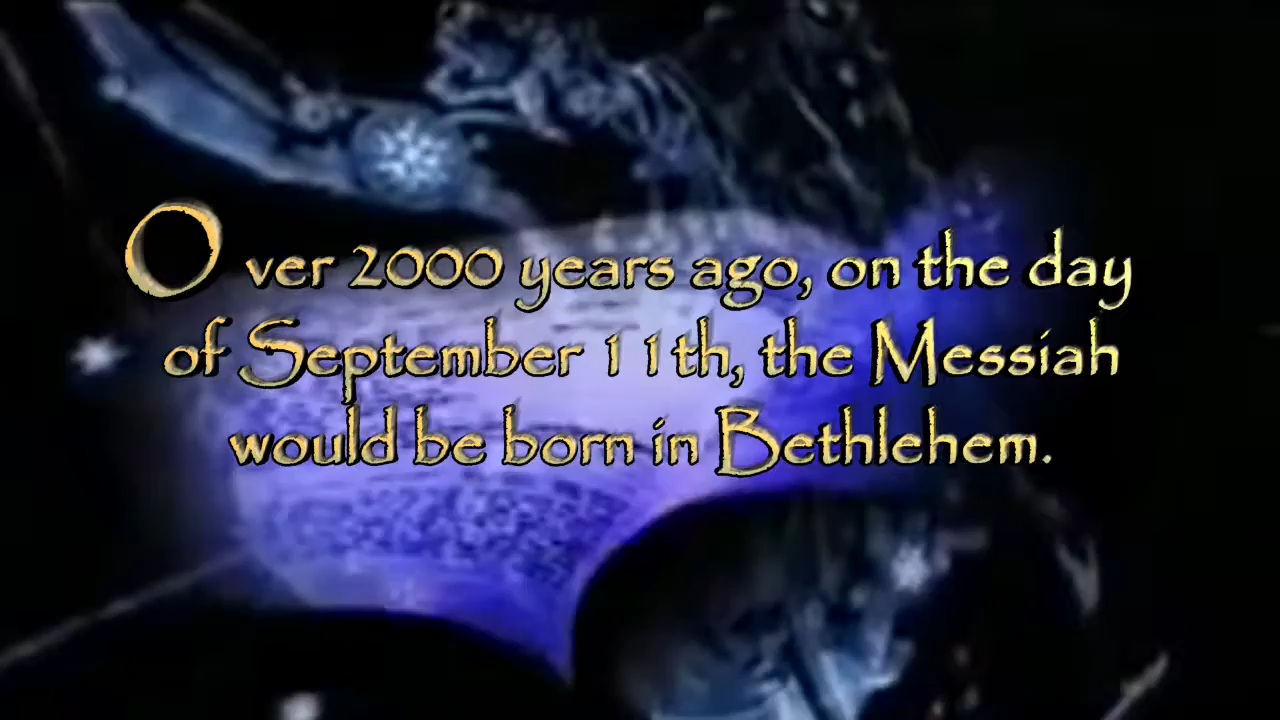 Over 2000 years ago, on the day
of September 11th, the Messiah
would be born in Bethlehem.